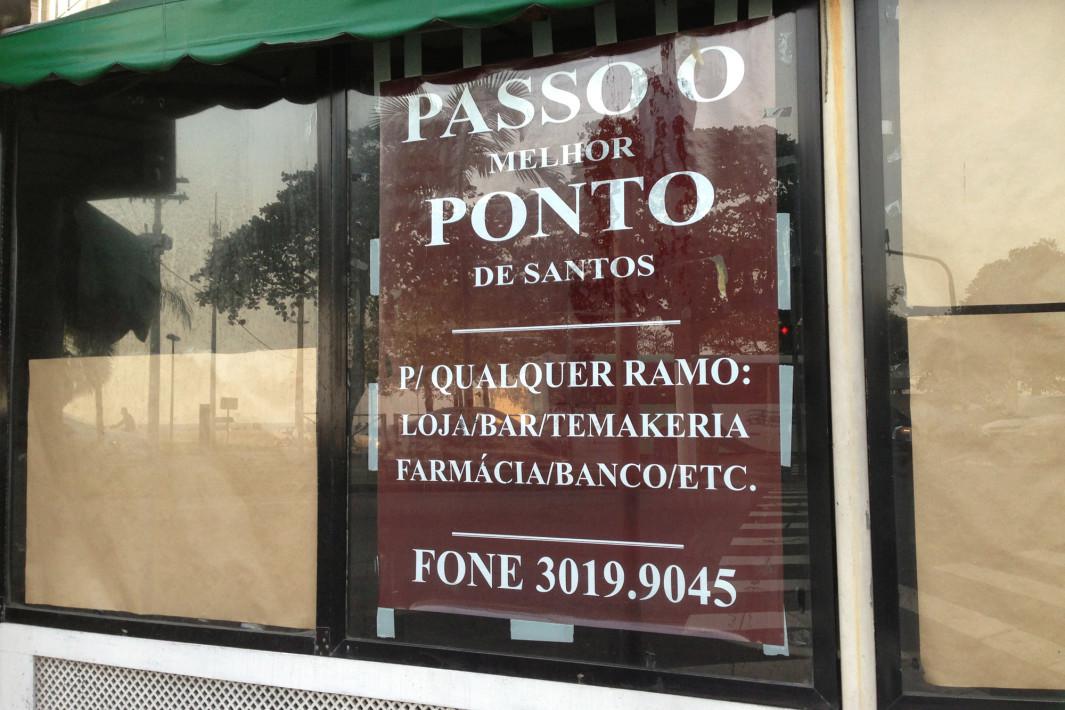 PASSO O
MELHOR
PONTO
DE SANTOS
P/ QUALQUER RAMO:
LOJA/BAR/TEMAKERIA
FARMÁCIA/BANCO/ETC.
FONE 3019.9045